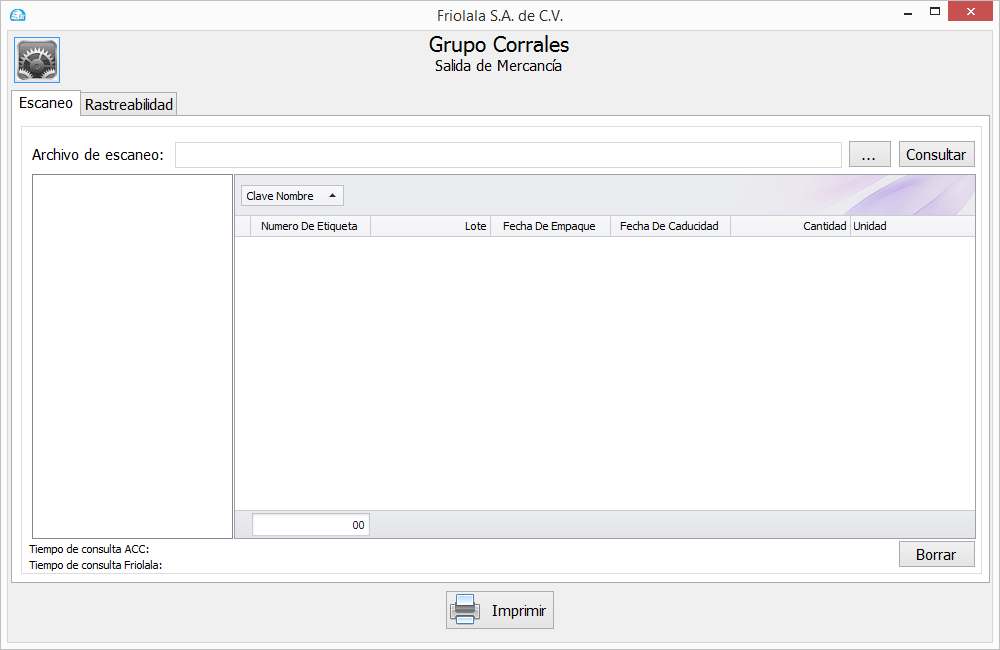 Friolala S.A. de C.V.
Grupo Corrales
Salida de Mercancía
Escaneo Rastreabilidad
Archivo de escaneo: ... Consultar
Clave Nombre
Numero De Etiqueta Lote Fecha De Empaque Fecha De Caducidad Cantidad Unidad
00
Tiempo de consulta ACC:
Tiempo de consulta Friolala:
Borrar
Imprimir